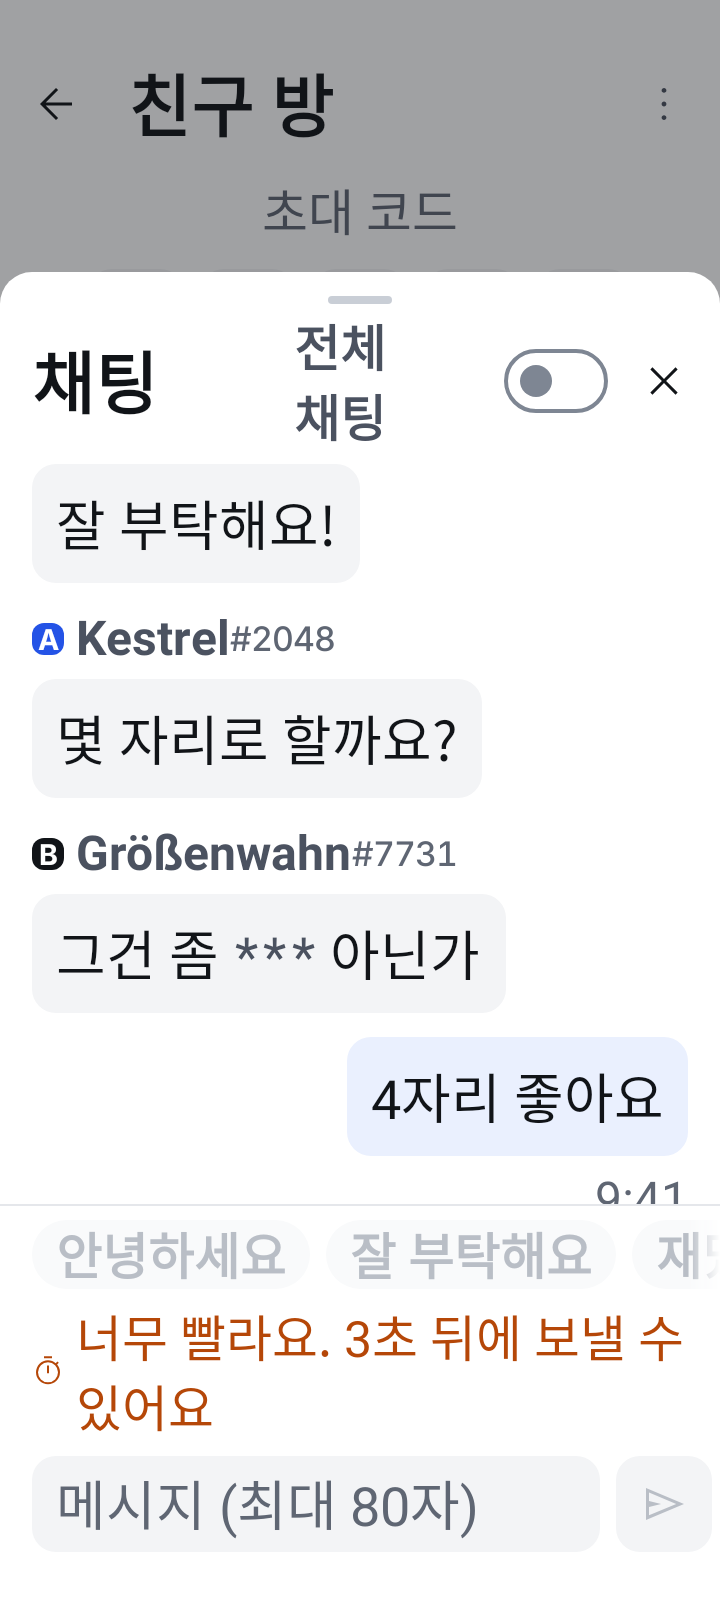 친구 방
초대 코드
채팅
전체
채팅
잘 부탁해요!
A Kestrel#2048
몇 자리로 할까요?
B Größenwahn#7731
그건 좀 *** 아닌가
4자리 좋아요
9:41
안녕하세요 잘 부탁해요
너무 빨라요. 3초 뒤에 보낼 수
있어요
메시지 (최대 80자)